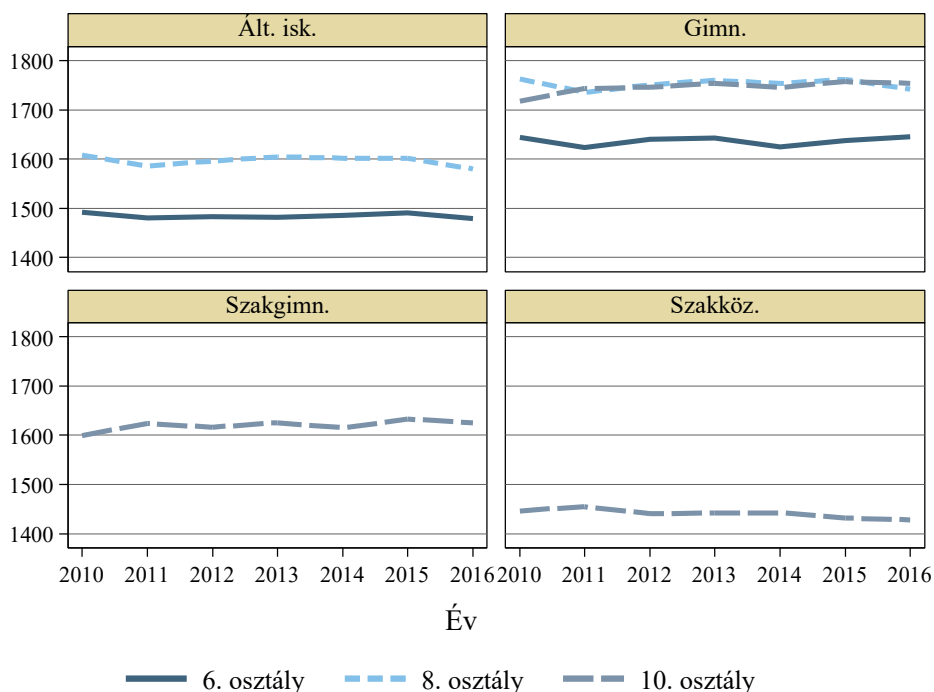 Ált. isk.
Gimn.
1800
1700
1600
1500
1400
Szakgimn.
Szakköz.
1800
1700
1600
1500
1400
2010 2011 2012 2013 2014 2015 2016 2010 2011 2012 2013 2014 2015 2016
Év
6. osztály 8. osztály 10. osztály